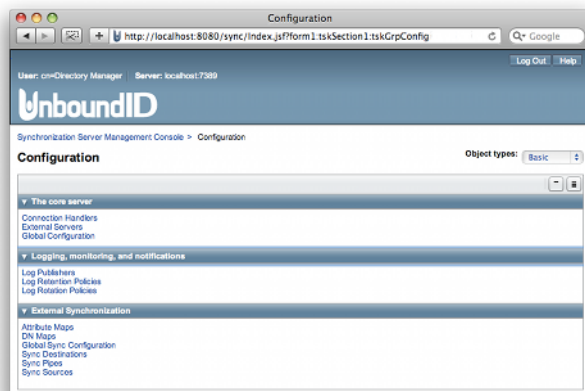 Configuration
http://localhost:8080/sync/Index.jsf?form1:tskSection1:tskGrpConfig
Google
Log Out Help
User: cn=Directory Manager Server: localhost:7389
UnboundID
Synchronization Server Management Console > Configuration
Configuration
Object types: Basic
The core server
Connection Handlers
External Servers
Global Configuration
Logging, monitoring, and notifications
Log Publishers
Log Retention Policies
Log Rotation Policies
External Synchronization
Attribute Maps
DN Maps
Global Sync Configuration
Sync Destinations
Sync Pipes
Sync Sources